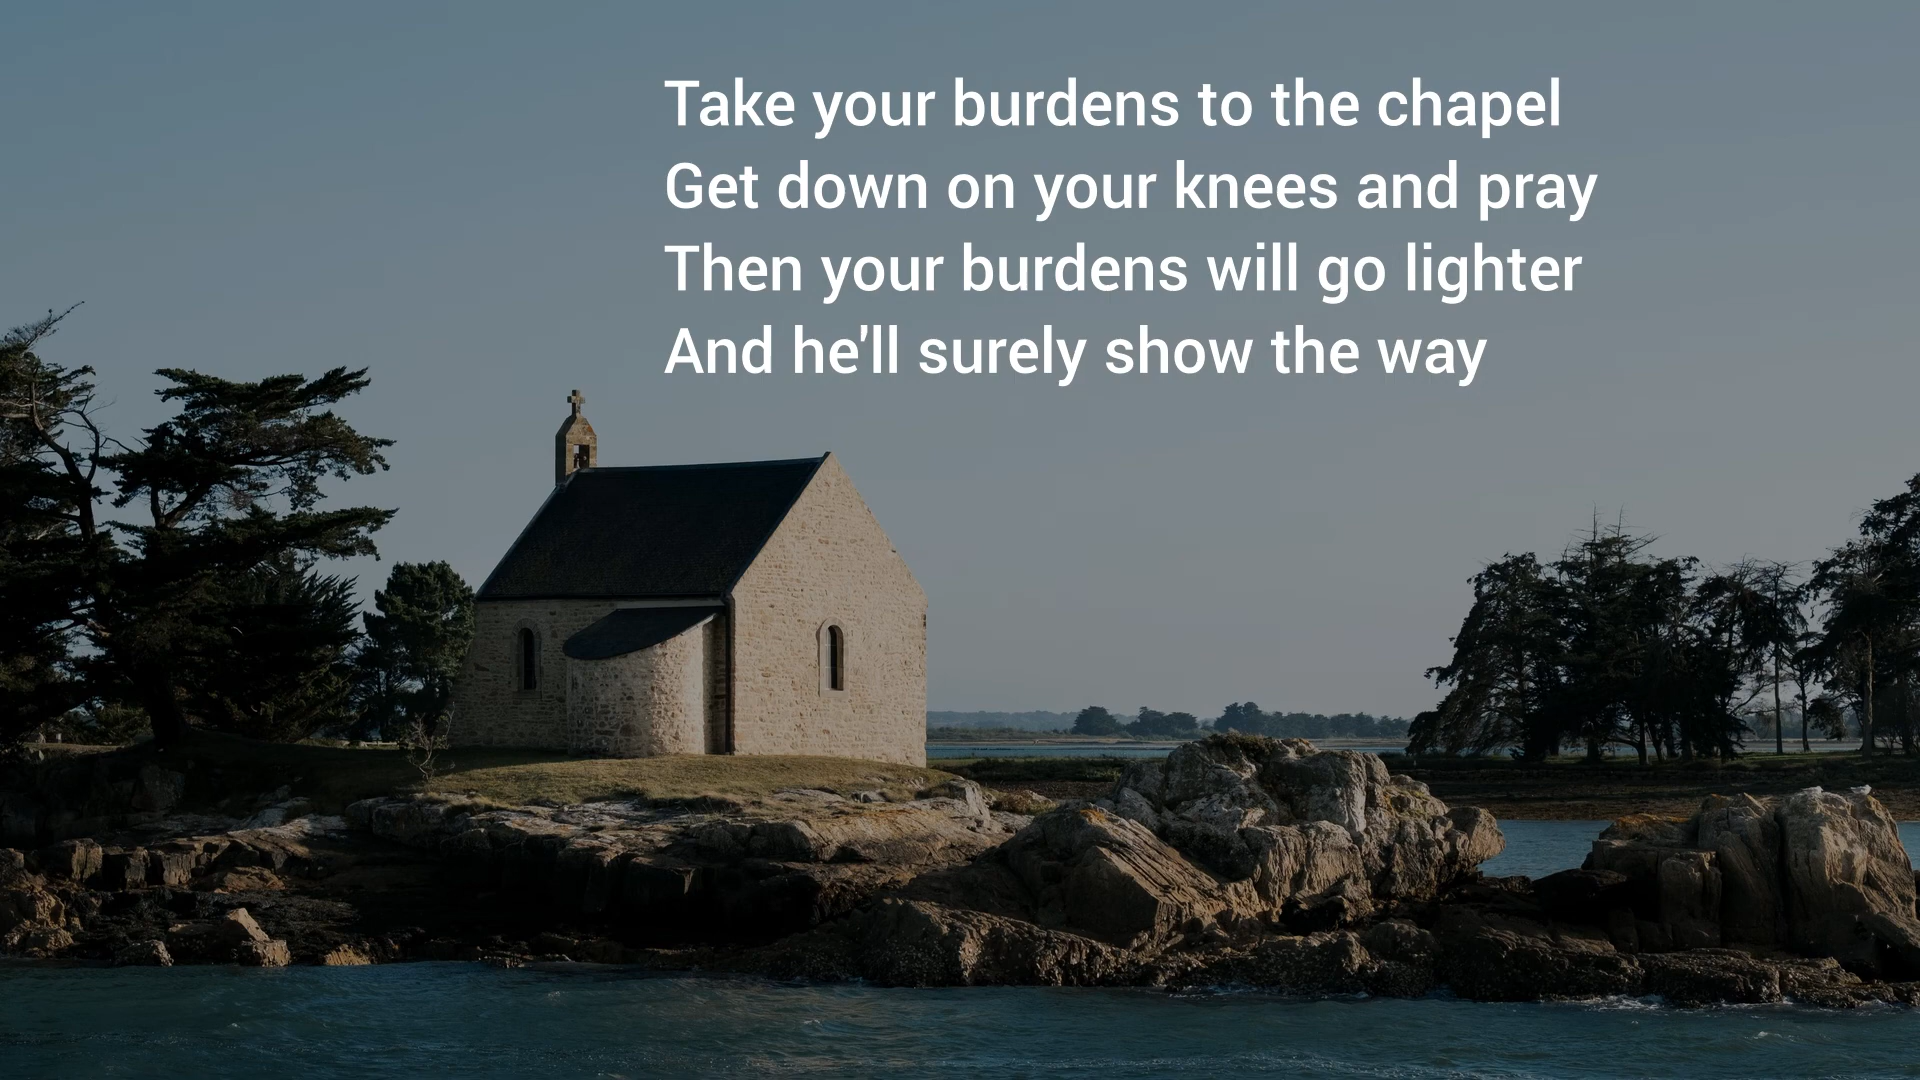 Take your burdens to the chapel
Get down on your knees and pray
Then your burdens will go lighter
And he'll surely show the way